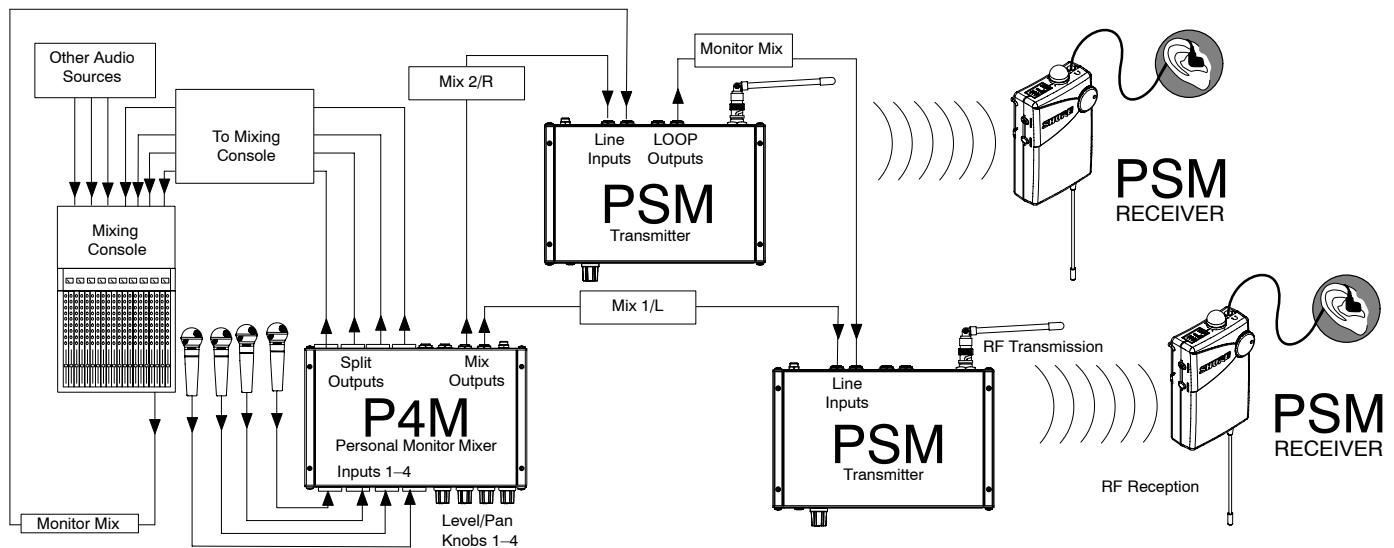 Other Audio
Sources
Mix 2/R
Monitor Mix
To Mixing
Console
Line
Inputs
LOOP
Outputs
PSM
Transmitter
SHURE
PSM
RECEIVER
Mixing
Console
Mix 1/L
Split
Outputs
Mix
Outputs
P4M
Personal Monitor Mixer
Inputs 1–4
Level/Pan
Knobs 1–4
Monitor Mix
Line
Inputs
PSM
Transmitter
RF Transmission
SHURE
PSM
RECEIVER
RF Reception